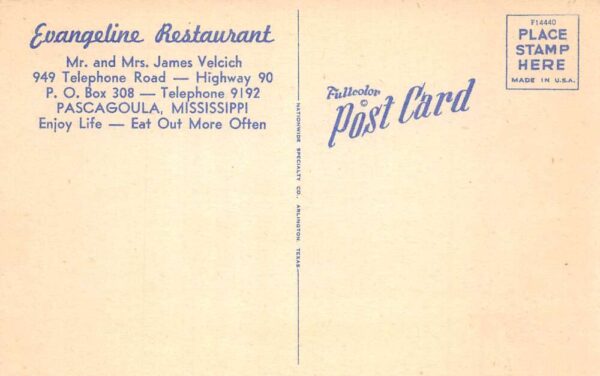 Evangeline Restaurant
Mr. and Mrs. James Velcich
949 Telephone Road — Highway 90
P. O. Box 308 — Telephone 9192
PASCAGOULA, MISSISSIPPI
Enjoy Life — Eat Out More Often
NATIONWIDE SPECIALTY CO., ARLINGTON, TEXAS
Fullcolor
©
Post Card
F14440
PLACE
STAMP
HERE
MADE IN U.S.A.